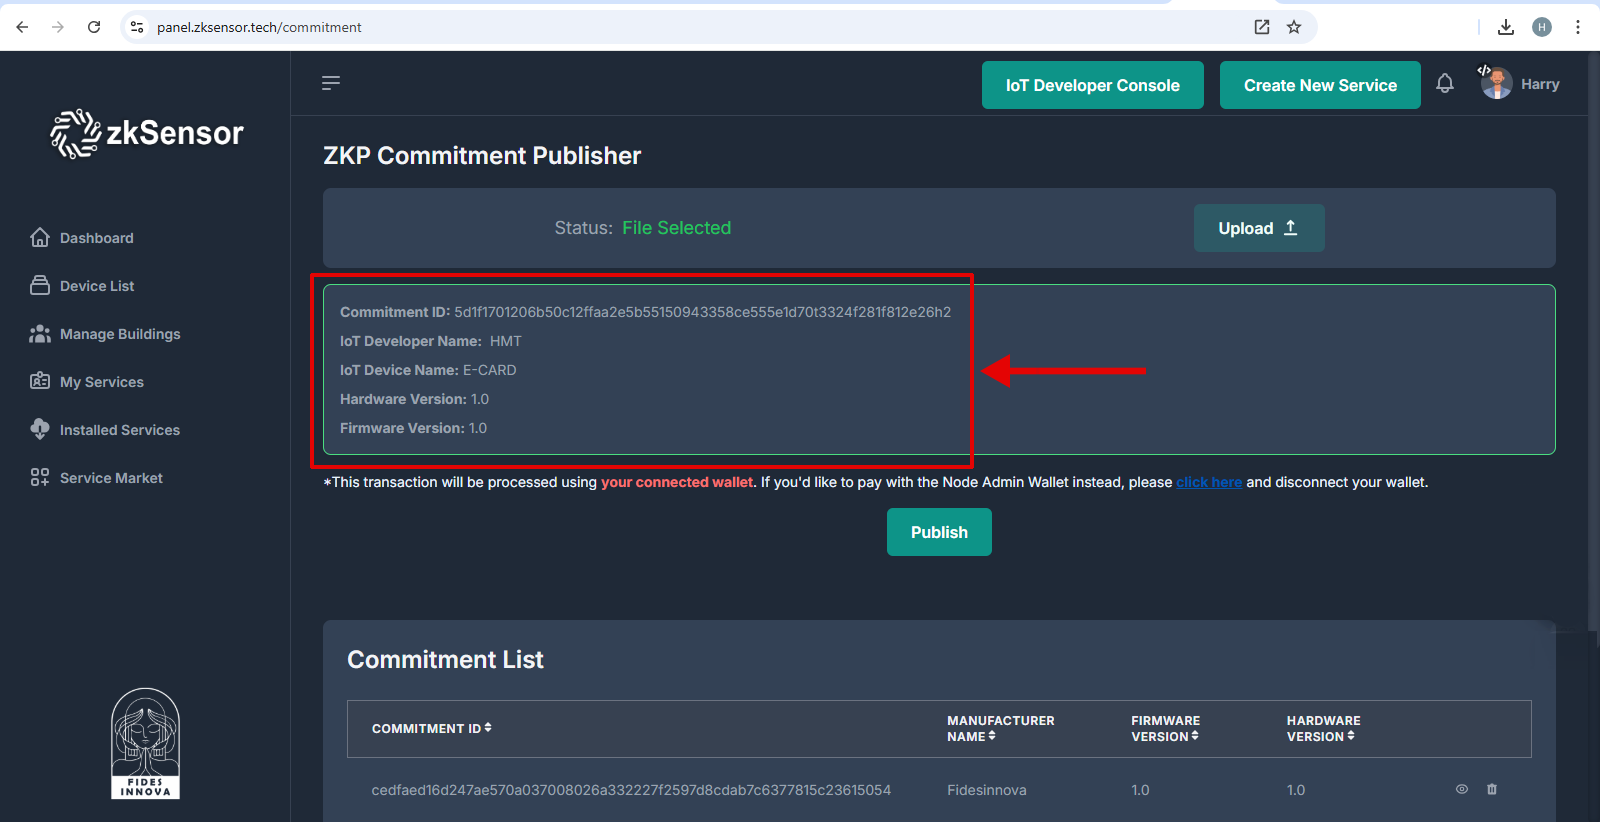 panel.zksensor.tech/commitment
H
zkSensor
IoT Developer Console
Create New Service
Harry
Dashboard
Device List
Manage Buildings
My Services
Installed Services
Service Market
FIDES
INNOVA
ZKP Commitment Publisher
Status: File Selected
Upload
Commitment ID: 5d1f1701206b50c12ffaa2e5b55150943358ce555e1d70t3324f281f812e26h2
IoT Developer Name: HMT
IoT Device Name: E-CARD
Hardware Version: 1.0
Firmware Version: 1.0
*This transaction will be processed using your connected wallet. If you'd like to pay with the Node Admin Wallet instead, please click here and disconnect your wallet.
Publish
Commitment List
COMMITMENT ID
MANUFACTURER
NAME
FIRMWARE
VERSION
HARDWARE
VERSION
cedfaed16d247ae570a037008026a332227f2597d8cdab7c6377815c23615054
Fidesinnova
1.0
1.0